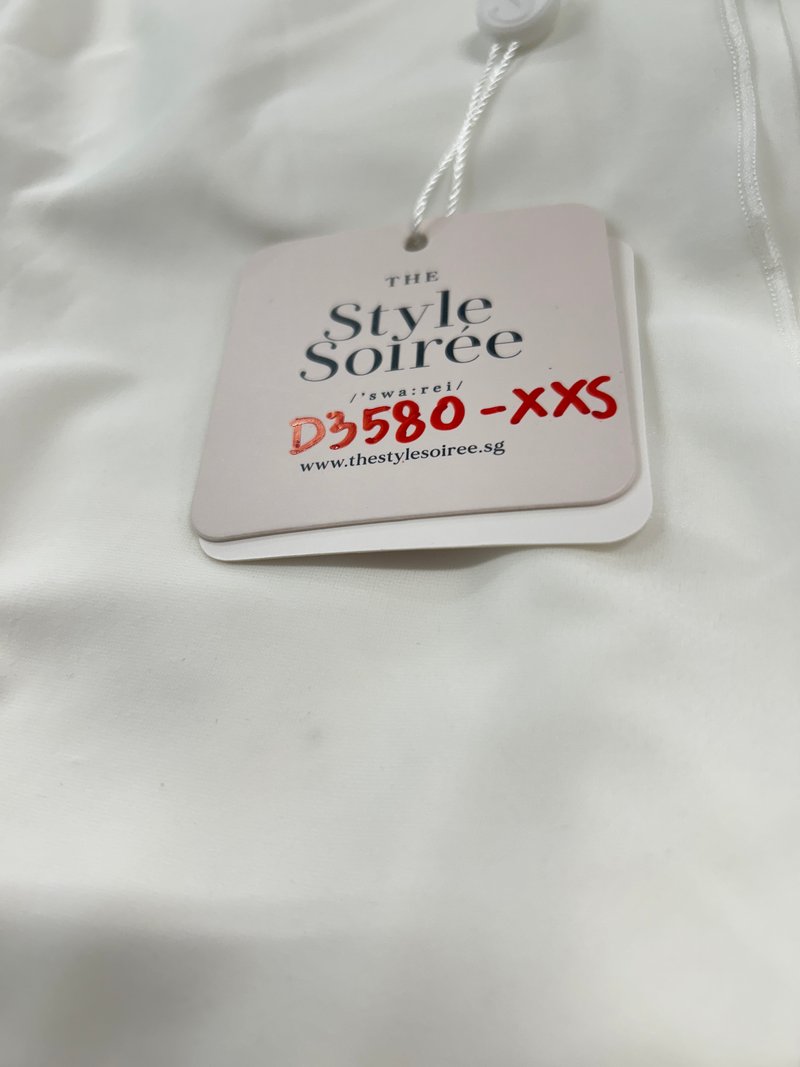 THE
Style
Soirée
/'swa:rei/
D3580-XXS
www.thestylesoiree.sg